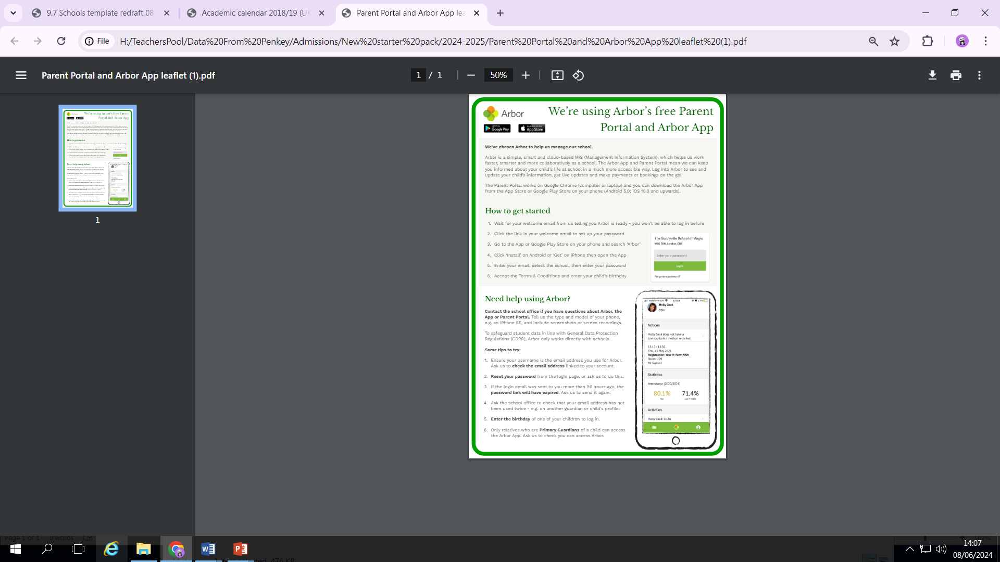 9.7 Schools template redraft 08
Academic calendar 2018/19 (UK
Parent Portal and Arbor App lea
File
H:/TeachersPool/Data%20From%20Penkey/Admissions/New%20starter%20pack/2024-2025/Parent%20Portal%20and%20Arbor%20App%20leaflet%20(1).pdf
Parent Portal and Arbor App leaflet (1).pdf
1 / 1
50%
1
Arbor
GET IT ON
Google Play
Available on the
App Store
We're using Arbor's free Parent
Portal and Arbor App
We've chosen Arbor to help us manage our school.
Arbor is a simple, smart and cloud-based MIS (Management Information System), which helps us work
faster, smarter and more collaboratively as a school. The Arbor App and Parent Portal mean we can keep
you informed about your child's life at school in a much more accessible way. Log into Arbor to see and
update your child's information, get live updates and make payments or bookings on the go!
The Parent Portal works on Google Chrome (computer or laptop) and you can download the Arbor App
from the App Store or Google Play Store on your phone (Android 5.0; iOS 10.0 and upwards).
How to get started
1. Wait for your welcome email from us telling you Arbor is ready - you won't be able to log in before
2. Click the link in your welcome email to set up your password
3. Go to the App or Google Play Store on your phone and search 'Arbor'
4. Click 'Install' on Android or 'Get' on iPhone then open the App
5. Enter your email, select the school, then enter your password
6. Accept the Terms & Conditions and enter your child's birthday
The Sunnyville School of Magic
W10 5BN, London, GBR
Enter your password
Log in
Forgotten password?
Need help using Arbor?
Contact the school office if you have questions about Arbor, the
App or Parent Portal. Tell us the type and model of your phone,
e.g. an iPhone SE, and include screenshots or screen recordings.
To safeguard student data in line with General Data Protection
Regulations (GDPR), Arbor only works directly with schools.
Some tips to try:
1. Ensure your username is the email address you use for Arbor.
Ask us to check the email address linked to your account.
2. Reset your password from the login page, or ask us to do this.
3. If the login email was sent to you more than 96 hours ago, the
password link will have expired. Ask us to send it again.
4. Ask the school office to check that your email address has not
been used twice - e.g. on another guardian or child's profile.
5. Enter the birthday of one of your children to log in.
6. Only relatives who are Primary Guardians of a child can access
the Arbor App. Ask us to check you can access Arbor.
vodafone UK 12:53 21%
Holly Cook
9SN
Notices
Holly Cook does not have a
transportation method recorded
13:15 - 13:30
Thu, 13 May 2021
Registration: Year 9: Form 9SN
Room: 209
Mr Russell
Statistics
Attendance (2020/2021)
80.1% 71.4%
Year Last 4 weeks
Activities
Holly Cook: Clubs
Page 1 of 1 0 words
103%
1 item selected 476 KB
14:07
08/06/2024